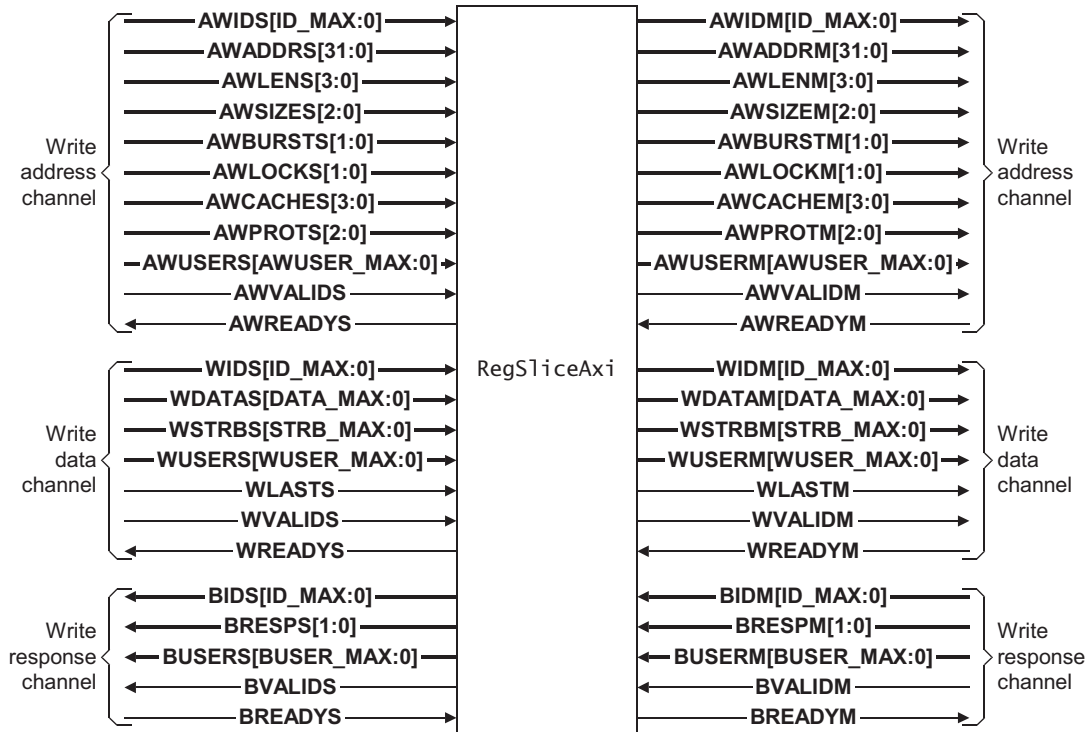 AWIDS[ID_MAX:0]
AWADDRS[31:0]
AWLENS[3:0]
AWSIZES[2:0]
AWBURSTS[1:0]
AWLOCKS[1:0]
AWCACHES[3:0]
AWPROTS[2:0]
AWUSERS[AWUSER_MAX:0]
AWVALIDS
AWREADYS
Write
address
channel
WIDS[ID_MAX:0]
WDATAS[DATA_MAX:0]
WSTRBS[STRB_MAX:0]
WUSERS[WUSER_MAX:0]
WLASTS
WVALIDS
WREADYS
Write
data
channel
BIDS[ID_MAX:0]
BRESPS[1:0]
BUSERS[BUSER_MAX:0]
BVALIDS
BREADYS
Write
response
channel
RegSliceAxi
AWIDM[ID_MAX:0]
AWADDRM[31:0]
AWLENM[3:0]
AWSIZEM[2:0]
AWBURSTM[1:0]
AWLOCKM[1:0]
AWCACHEM[3:0]
AWPROTM[2:0]
AWUSERM[AWUSER_MAX:0]
AWVALIDM
AWREADYM
Write
address
channel
WIDM[ID_MAX:0]
WDATAM[DATA_MAX:0]
WSTRBM[STRB_MAX:0]
WUSERM[WUSER_MAX:0]
WLASTM
WVALIDM
WREADYM
Write
data
channel
BIDM[ID_MAX:0]
BRESPM[1:0]
BUSERM[BUSER_MAX:0]
BVALIDM
BREADYM
Write
response
channel